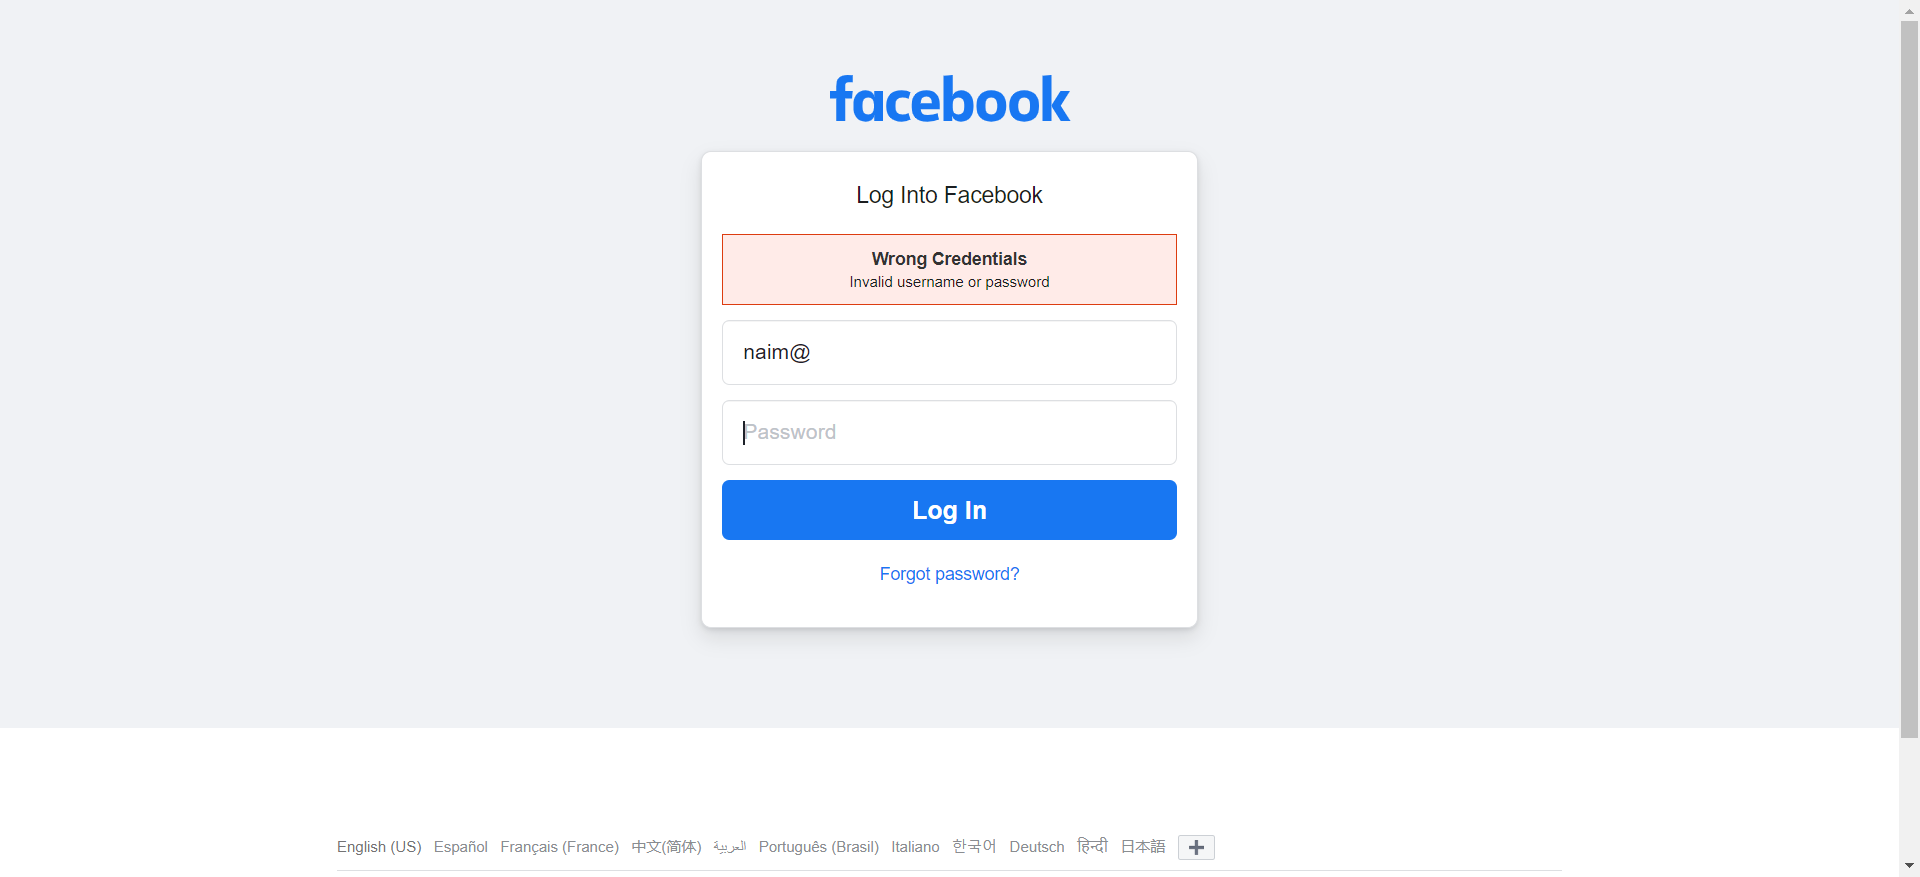 facebook
Log Into Facebook
Wrong Credentials
Invalid username or password
naim@
Password
Log In
Forgot password?
English (US) Español Français (France) 中文(简体) العربية Português (Brasil) Italiano 한국어 Deutsch हिन्दी 日本語